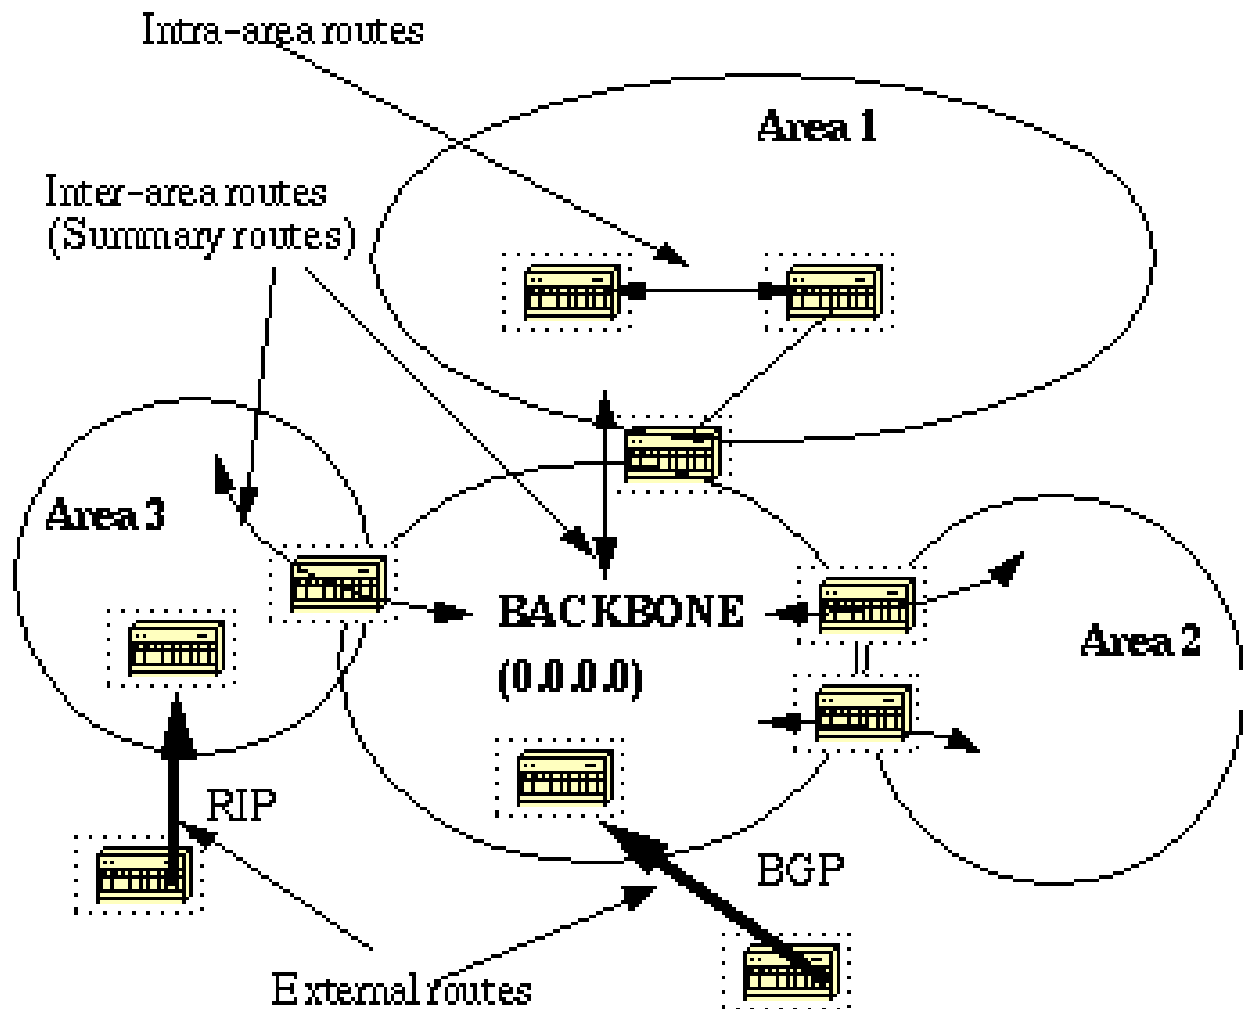 Intra-area routes
Area 1
Inter-area routes
(Summary routes)
Area 3
BACKBONE
(0.0.0.0)
Area 2
RIP
BGP
External routes